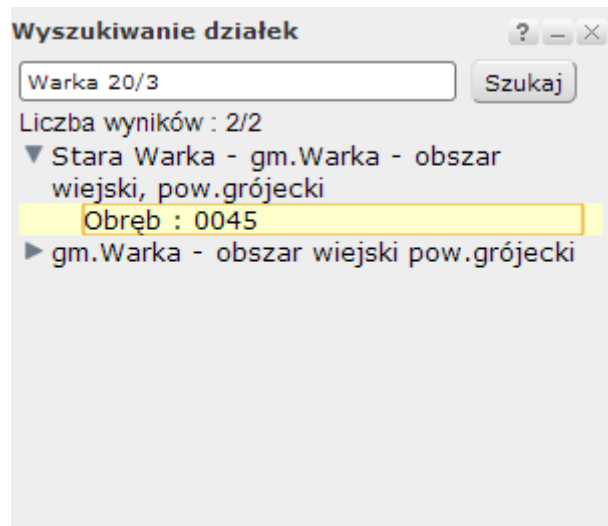 Wyszukiwanie działek ? – ×
Warka 20/3 Szukaj
Liczba wyników : 2/2
▼ Stara Warka - gm.Warka - obszar
wiejski, pow.grójecki
Obręb : 0045
▶ gm.Warka - obszar wiejski pow.grójecki